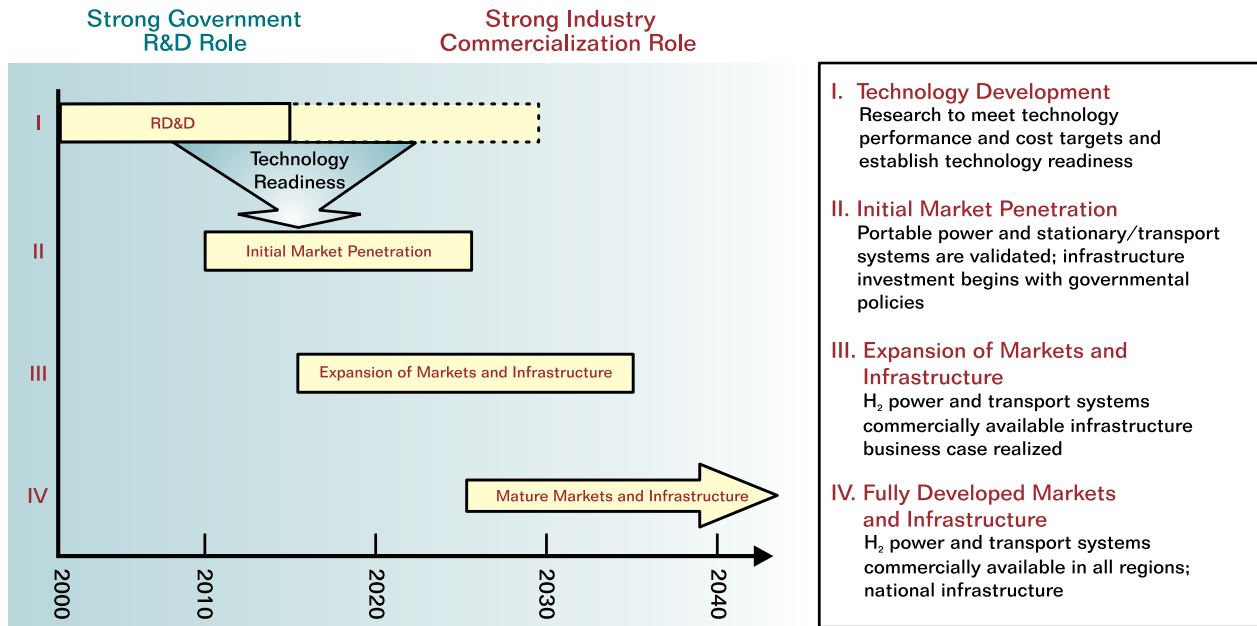 Strong Government
R&D Role
Strong Industry
Commercialization Role
I
RD&D
Technology
Readiness
II
Initial Market Penetration
III
Expansion of Markets and Infrastructure
IV
Mature Markets and Infrastructure
2000
2010
2020
2030
2040
I. Technology Development
Research to meet technology
performance and cost targets and
establish technology readiness
II. Initial Market Penetration
Portable power and stationary/transport
systems are validated; infrastructure
investment begins with governmental
policies
III. Expansion of Markets and
Infrastructure
H₂ power and transport systems
commercially available infrastructure
business case realized
IV. Fully Developed Markets
and Infrastructure
H₂ power and transport systems
commercially available in all regions;
national infrastructure